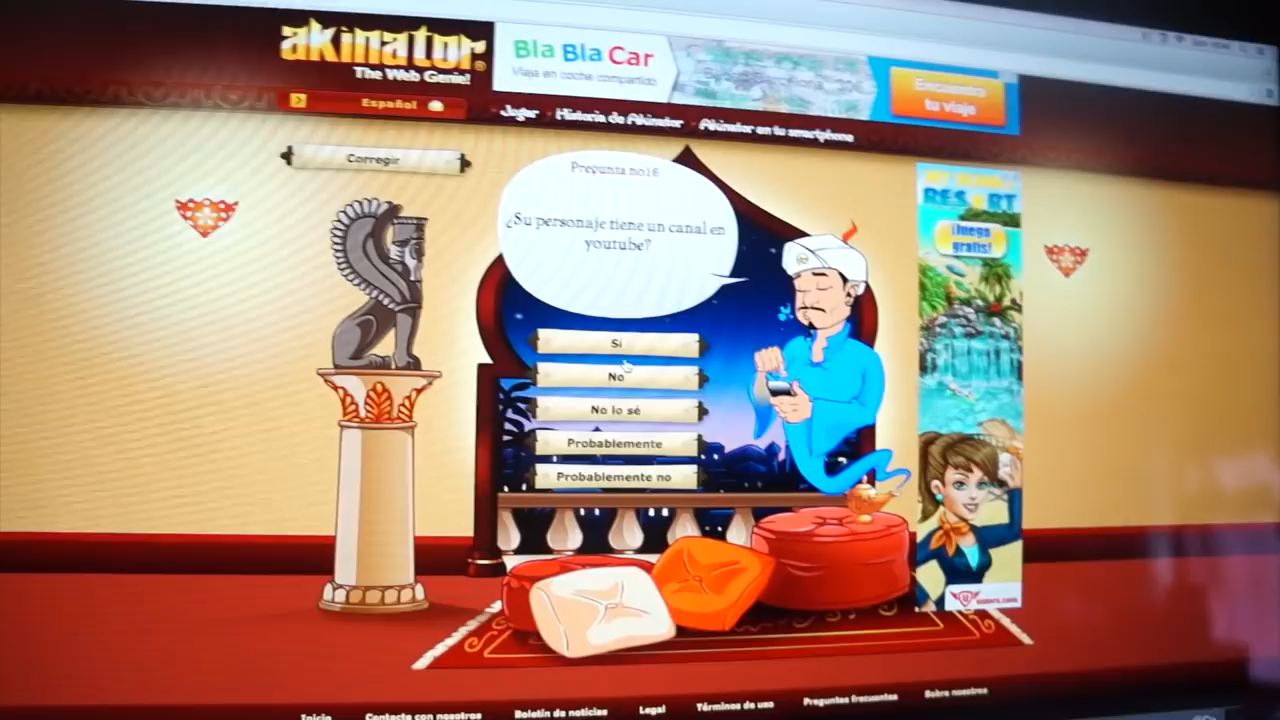 akinator
The Web Genie!
Español
Bla Bla Car
Viaja en coche compartido
Encuentra
tu viaje
Jugar
Historia de Akinator
Akinator en tu smartphone
Corregir
Pregunta no16
¿Su personaje tiene un canal en
youtube?
Si
No
No lo sé
Probablemente
Probablemente no
RESORT
¡Juego
gratis!
Inicio
Contacte con nosotros
Boletín de noticias
Legal
Términos de uso
Preguntas frecuentes
Sobre nosotros